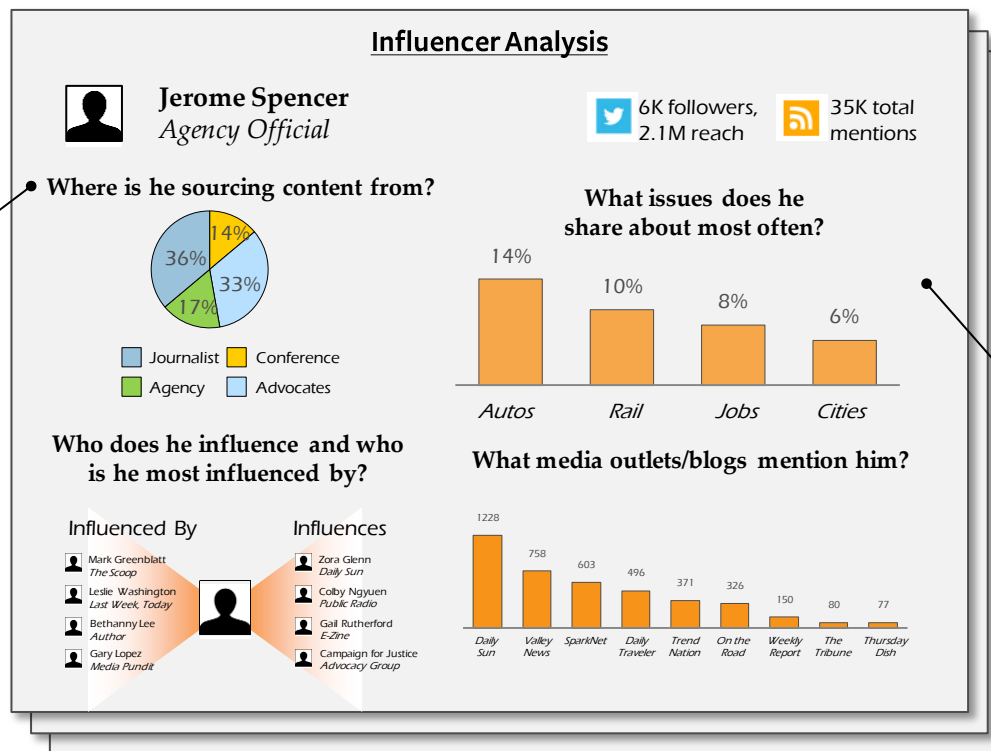 Influencer Analysis
Jerome Spencer
Agency Official
6K followers,
2.1M reach
35K total
mentions
Where is he sourcing content from?
14%
36%
33%
17%
Journalist
Conference
Agency
Advocates
What issues does he
share about most often?
14%
10%
8%
6%
Autos
Rail
Jobs
Cities
Who does he influence and who
is he most influenced by?
Influenced By
Mark Greenblatt
The Scoop
Leslie Washington
Last Week, Today
Bethanny Lee
Author
Gary Lopez
Media Pundit
Influences
Zora Glenn
Daily Sun
Colby Ngyuen
Public Radio
Gail Rutherford
E-Zine
Campaign for Justice
Advocacy Group
What media outlets/blogs mention him?
1228
758
603
496
371
326
150
80
77
Daily
Sun
Valley
News
SparkNet
Daily
Traveler
Trend
Nation
On the
Road
Weekly
Report
The
Tribune
Thursday
Dish